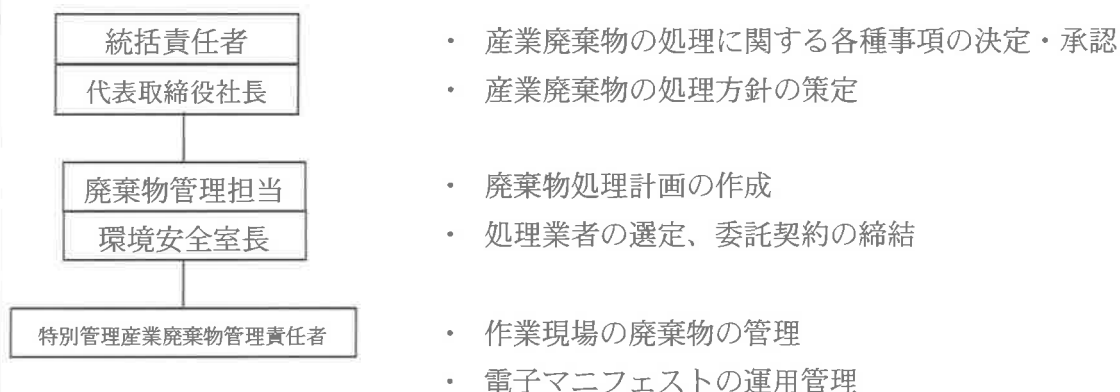 統括責任者
代表取締役社長
・ 産業廃棄物の処理に関する各種事項の決定・承認
・ 産業廃棄物の処理方針の策定
廃棄物管理担当
環境安全室長
・ 廃棄物処理計画の作成
・ 処理業者の選定、委託契約の締結
特別管理産業廃棄物管理責任者
・ 作業現場の廃棄物の管理
・ 電子マニフェストの運用管理